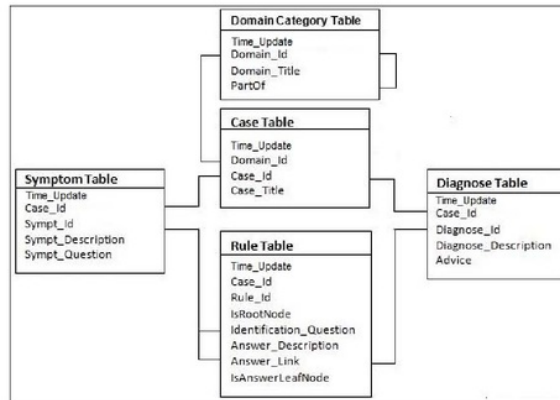 Domain Category Table
Time_Update
Domain_Id
Domain_Title
PartOf
Case Table
Time_Update
Domain_Id
Case_Id
Case_Title
Symptom Table
Time_Update
Case_Id
Sympt_Id
Sympt_Description
Sympt_Question
Diagnose Table
Time_Update
Case_Id
Diagnose_Id
Diagnose_Description
Advice
Rule Table
Time_Update
Case_Id
Rule_Id
IsRootNode
Identification_Question
Answer_Description
Answer_Link
IsAnswerLeafNode